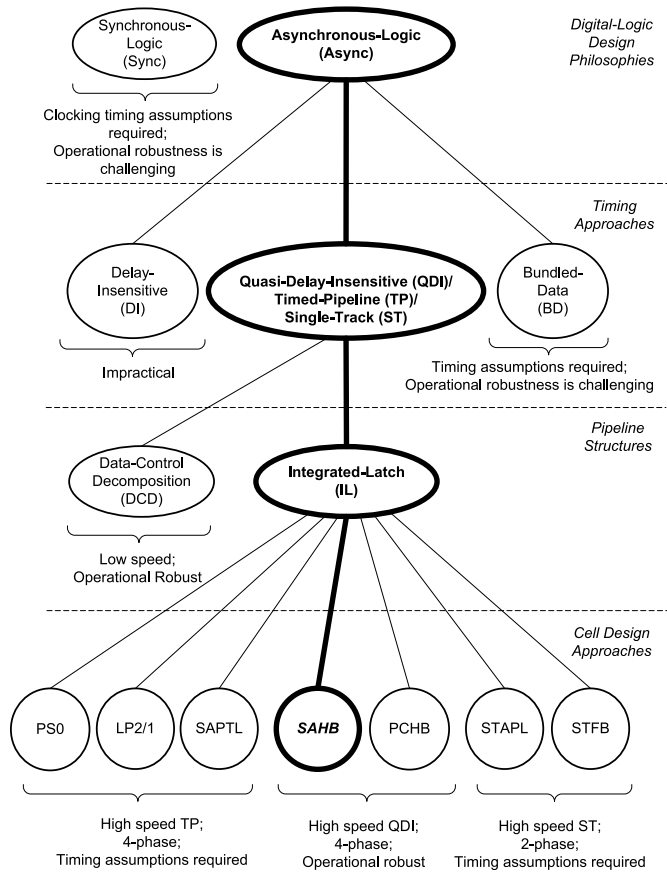 Synchronous-
Logic
(Sync)
Asynchronous-Logic
(Async)
Digital-Logic
Design
Philosophies
Clocking timing assumptions
required;
Operational robustness is
challenging
Timing
Approaches
Delay-
Insensitive
(DI)
Quasi-Delay-Insensitive (QDI)/
Timed-Pipeline (TP)/
Single-Track (ST)
Bundled-
Data
(BD)
Impractical
Timing assumptions required;
Operational robustness is challenging
Pipeline
Structures
Data-Control
Decomposition
(DCD)
Integrated-Latch
(IL)
Low speed;
Operational Robust
Cell Design
Approaches
PS0
LP2/1
SAPTL
SAHB
PCHB
STAPL
STFB
High speed TP;
4-phase;
Timing assumptions required
High speed QDI;
4-phase;
Operational robust
High speed ST;
2-phase;
Timing assumptions required